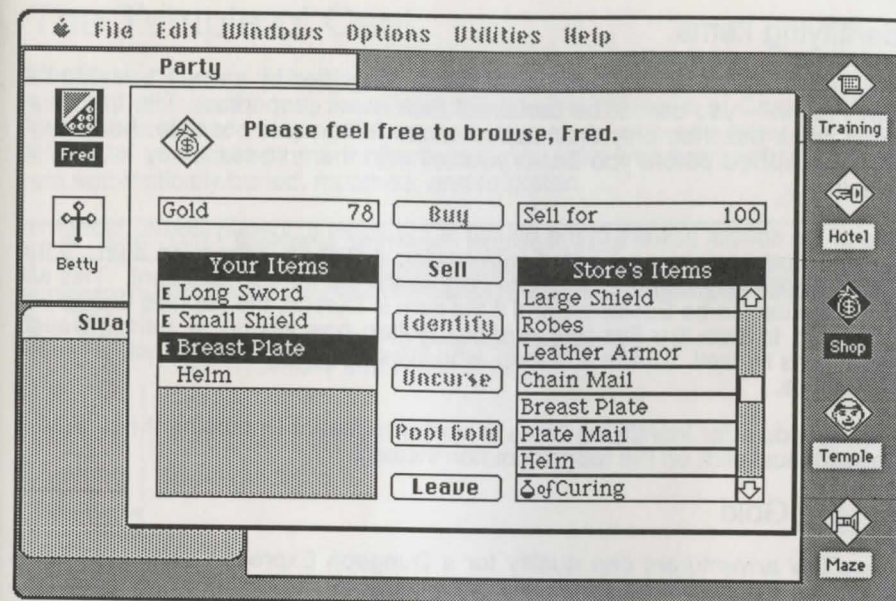 File Edit Windows Options Utilities Help
Party
Fred
Betty
Please feel free to browse, Fred.
Gold 78
Buy
Sell for 100
Your Items
E Long Sword
E Small Shield
E Breast Plate
Helm
Sell
Identify
Uncurse
Pool Gold
Leave
Store's Items
Large Shield
Robes
Leather Armor
Chain Mail
Breast Plate
Plate Mail
Helm
of Curing
Swa
Training
Hotel
Shop
Temple
Maze